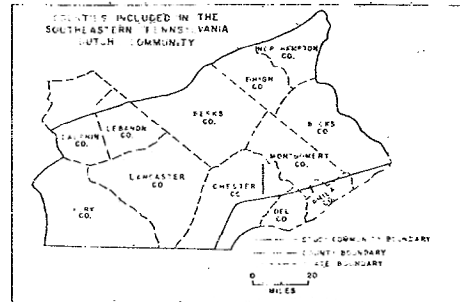 COUNTIES INCLUDED IN THE
SOUTHEASTERN PENNSYLVANIA
DUTCH COMMUNITY
NORTHAMPTON
CO.
LEHIGH
CO
BERKS
CO.
BUCKS
CO.
LEBANON
CO.
DAUPHIN
CO.
MONTGOMERY
CO.
LANCASTER
CO
CHESTER
CO.
PHILA
CO.
YORK
CO.
DEL
CO
STUDY COMMUNITY BOUNDARY
COUNTY BOUNDARY
STATE BOUNDARY
0 20
MILES